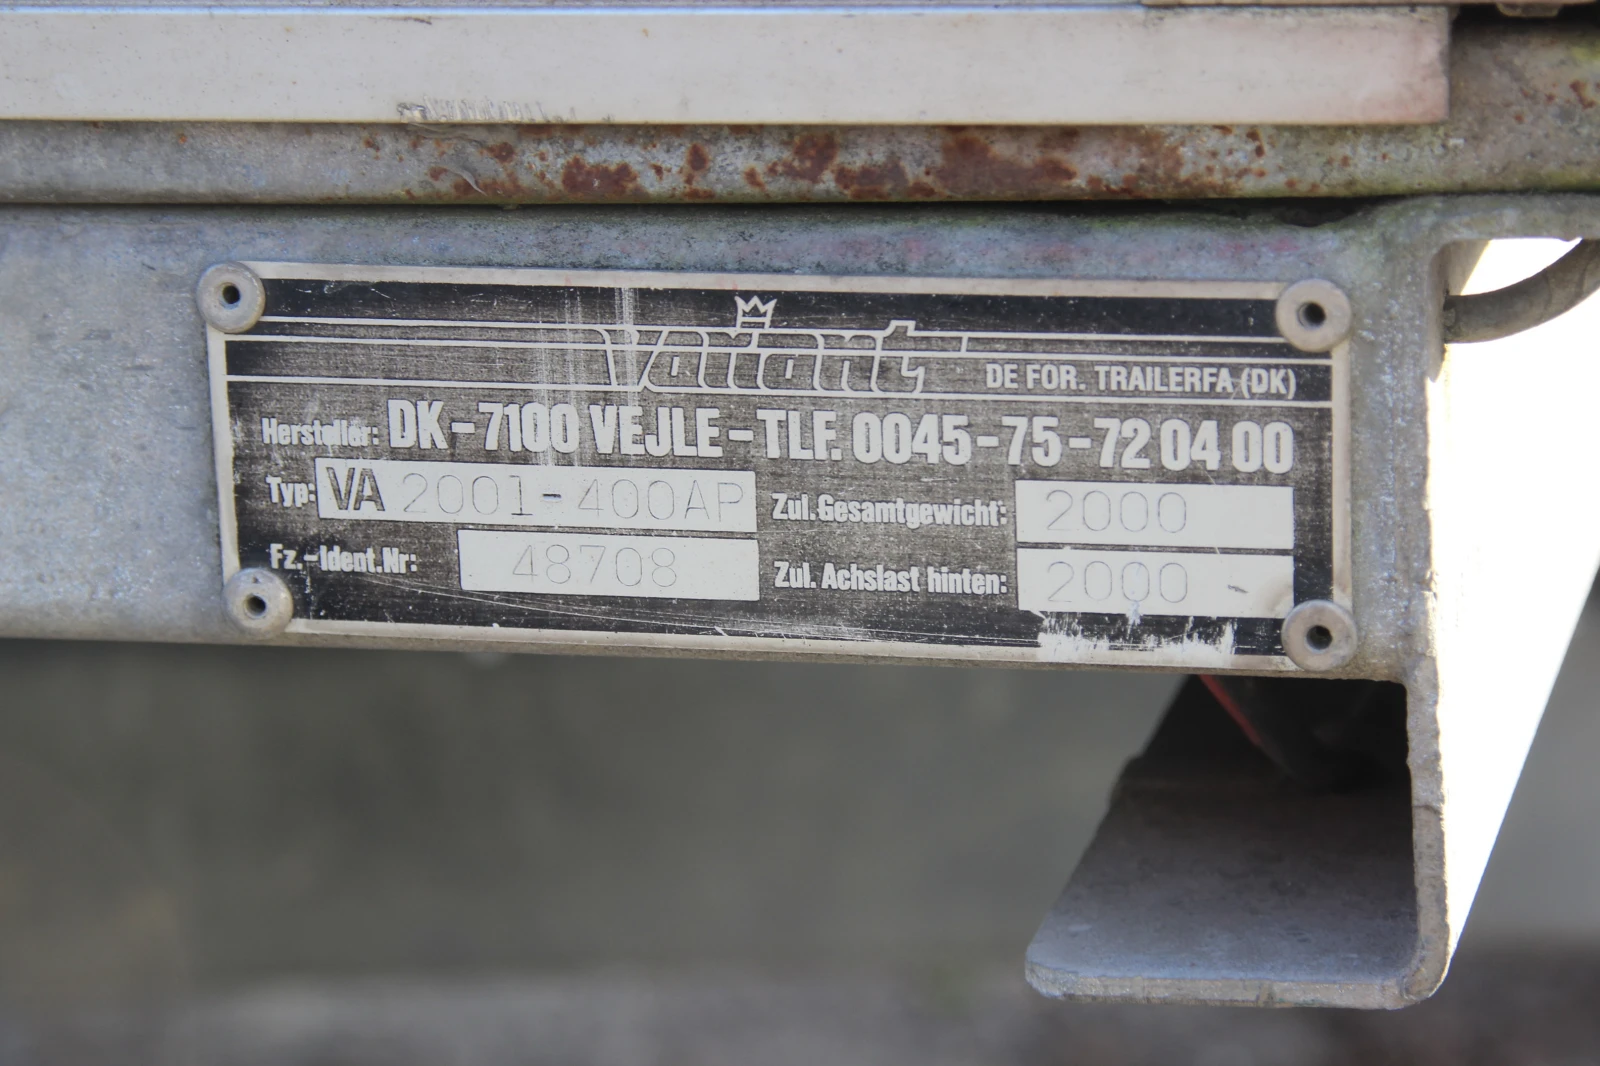 Variant
DE FOR. TRAILERFA (DK)
Hersteller: DK-7100 VEJLE-TLF. 0045-75-72 04 00
Typ: VA 2001-400AP Zul. Gesamtgewicht: 2000
Fz.-Ident.Nr: 48708 Zul. Achslast hinten: 2000